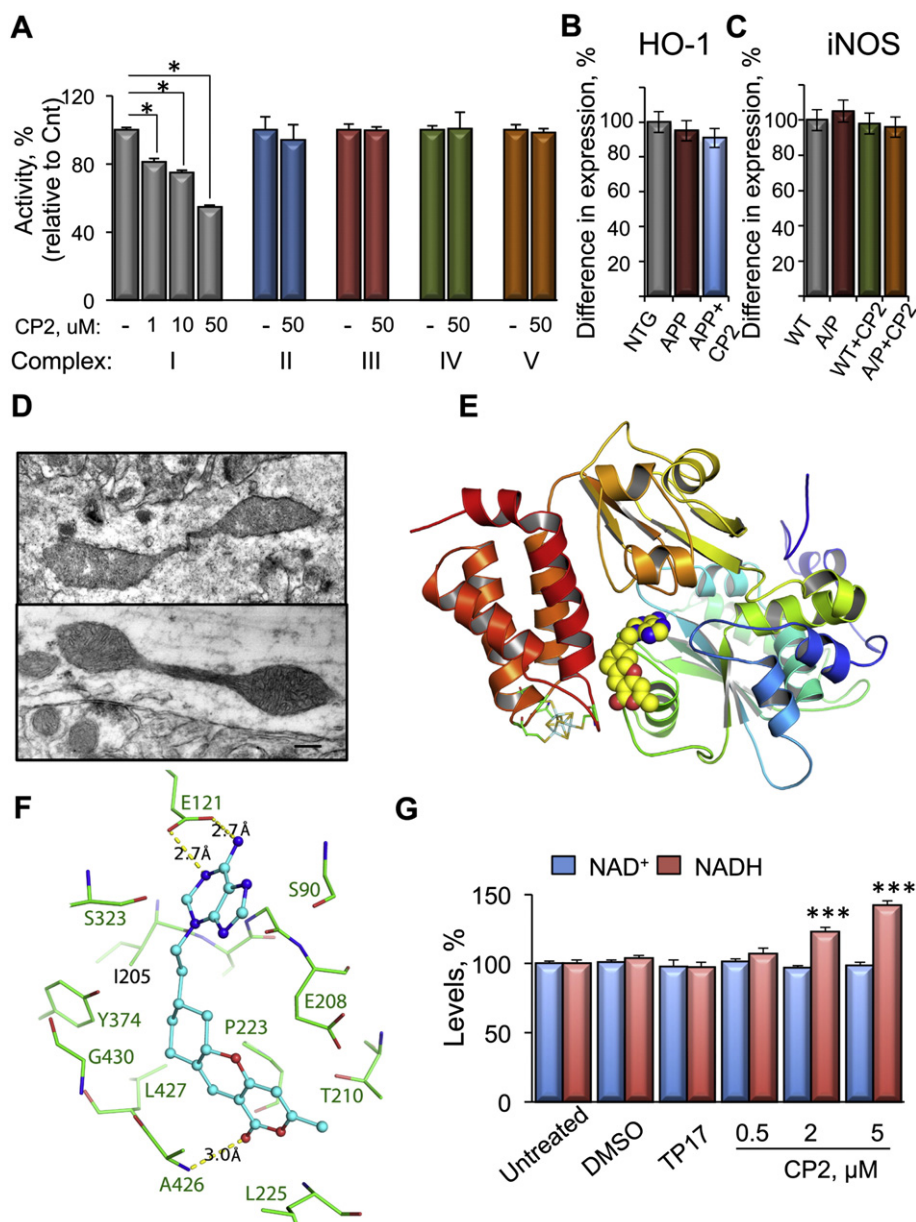 A
Activity, %
(relative to Cnt)
120
80
40
0
*
*
*
CP2, uM: - 1 10 50 - 50 - 50 - 50 - 50
Complex: I II III IV V
B
HO-1
Difference in expression, %
100
80
60
40
20
NTG
APP
APP+
CP2
C
iNOS
Difference in expression, %
100
80
60
40
20
WT
A/P
WT+CP2
A/P+CP2
D
E
F
E121
2.7Å
2.7Å
S90
S323
I205
E208
Y374
P223
G430
L427
T210
3.0Å
A426
L225
G
NAD+ NADH
Levels, %
150
100
50
0
***
***
Untreated
DMSO
TP17
0.5 2 5
CP2, µM